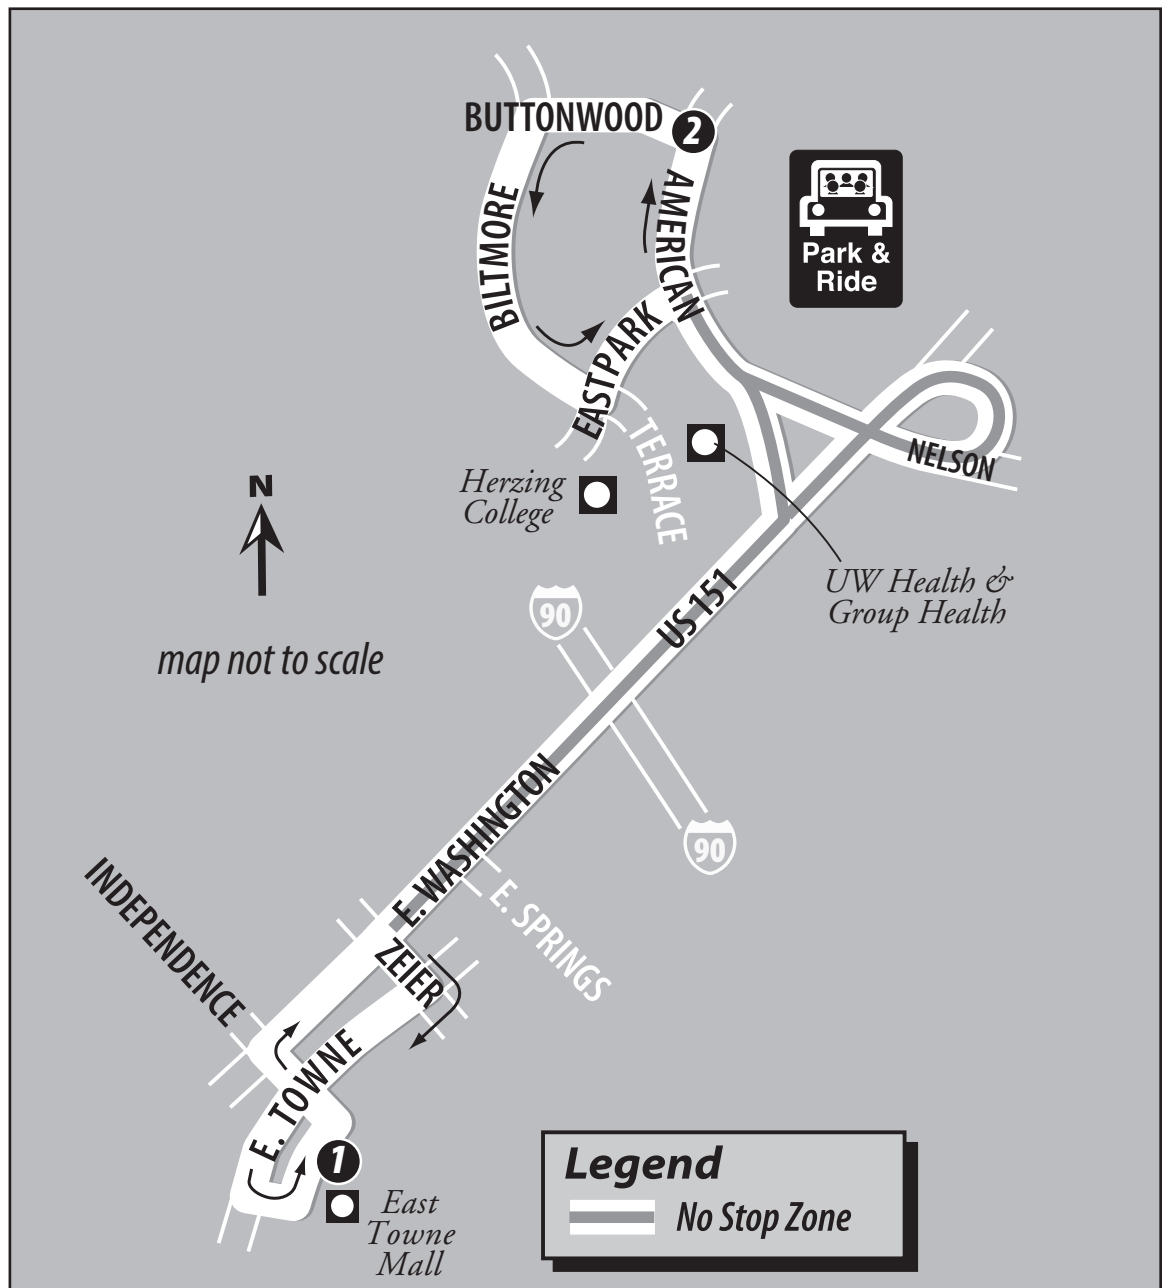 BUTTONWOOD
2
AMERICAN
BILTMORE
Park &
Ride
EASTPARK
TERRACE
NELSON
Herzing
College
N
UW Health &
Group Health
90
US 151
map not to scale
E. WASHINGTON
90
INDEPENDENCE
E. SPRINGS
ZEIER
E. TOWNE
1
East
Towne
Mall
Legend
No Stop Zone